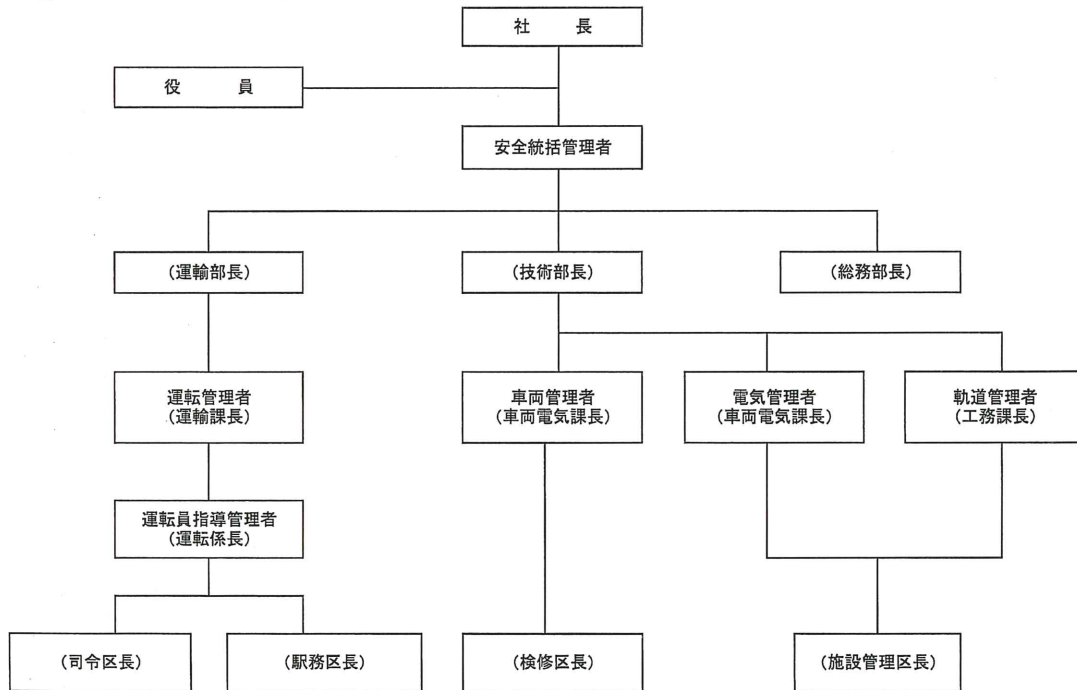 社　　長
役　　員
安全統括管理者
(運輸部長)
(技術部長)
(総務部長)
運転管理者
(運輸課長)
車両管理者
(車両電気課長)
電気管理者
(車両電気課長)
軌道管理者
(工務課長)
運転員指導管理者
(運転係長)
(司令区長)
(駅務区長)
(検修区長)
(施設管理区長)